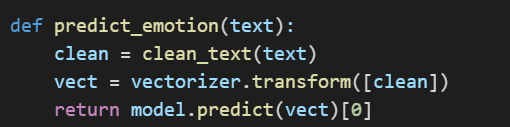 def predict_emotion(text):
    clean = clean_text(text)
    vect = vectorizer.transform([clean])
    return model.predict(vect)[0]